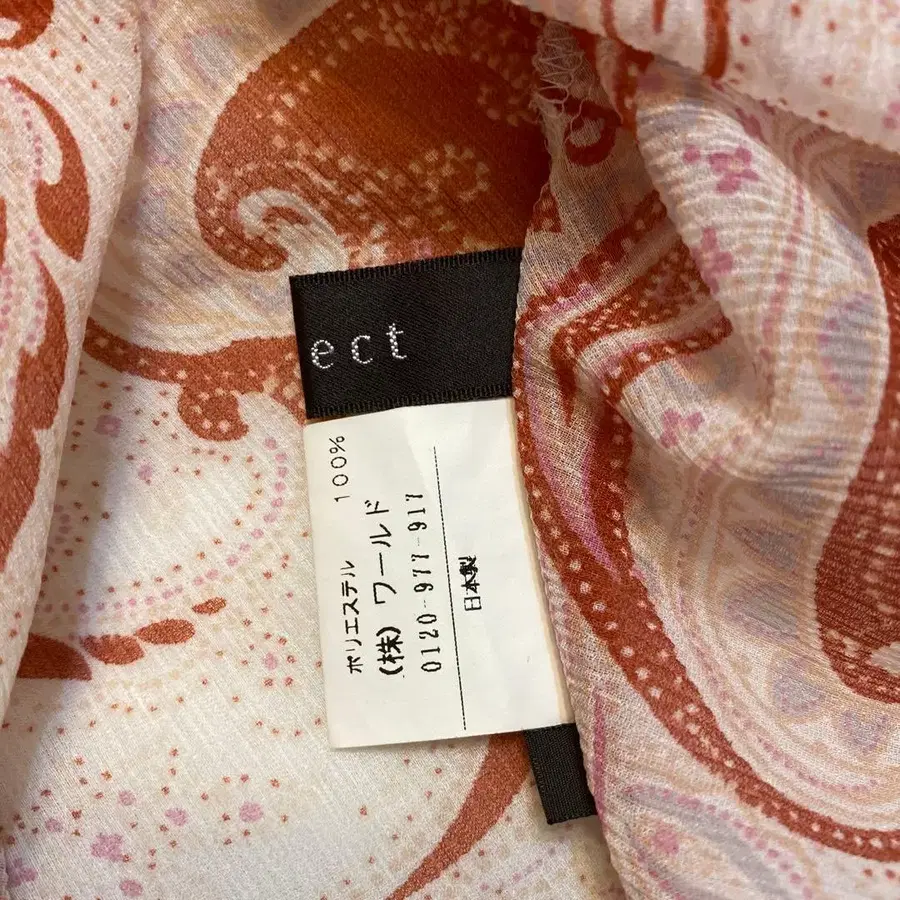 ect
ポリエステル 100%
(株) ワールド
0120-977-917
日本製